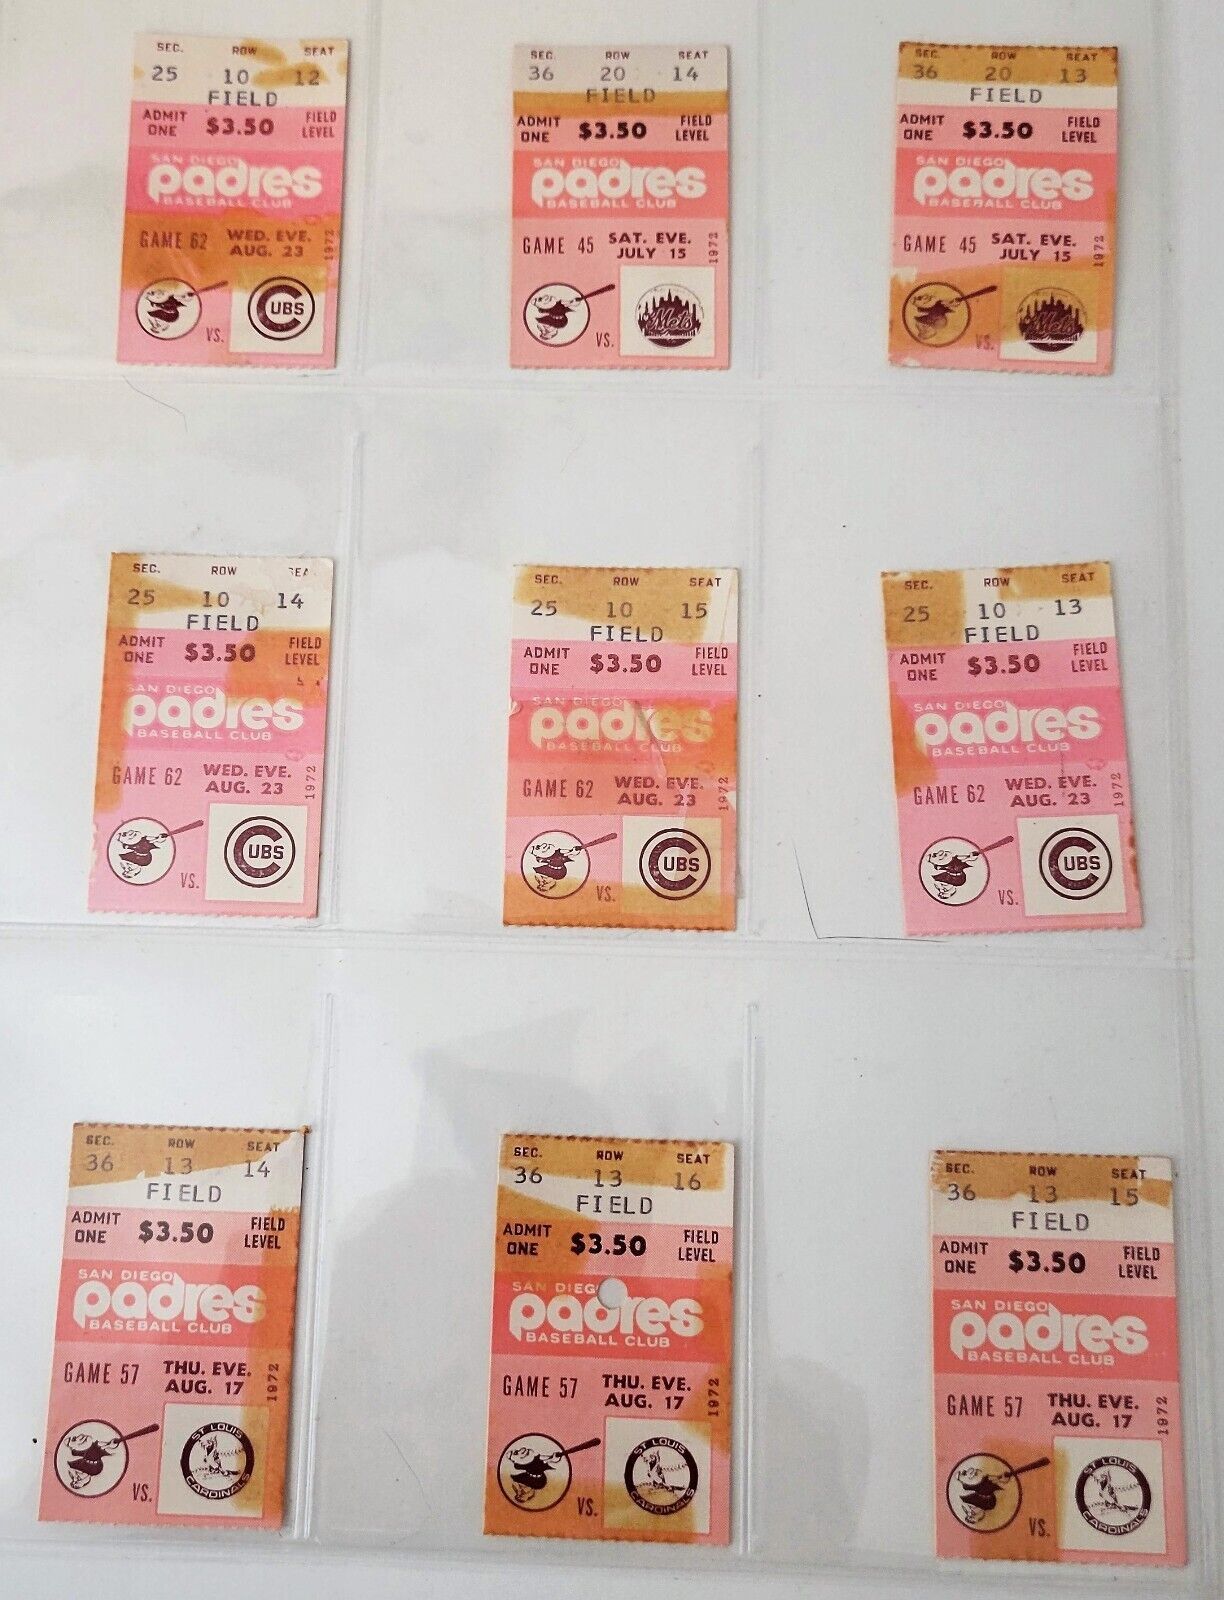 SEC. ROW SEAT
25 10 12
FIELD
ADMIT ONE $3.50 FIELD LEVEL
SAN DIEGO
padres
BASEBALL CLUB
GAME 62 WED. EVE. AUG. 23 1972
VS. CUBS
SEC. ROW SEAT
36 20 14
FIELD
ADMIT ONE $3.50 FIELD LEVEL
SAN DIEGO
padres
BASEBALL CLUB
GAME 45 SAT. EVE. JULY 15 1972
VS. Mets
SEC. ROW SEAT
36 20 13
FIELD
ADMIT ONE $3.50 FIELD LEVEL
SAN DIEGO
padres
BASEBALL CLUB
GAME 45 SAT. EVE. JULY 15 1972
VS. Mets
SEC. ROW SEA
25 10 14
FIELD
ADMIT ONE $3.50 FIELD LEVEL
SAN DIEGO
padres
BASEBALL CLUB
GAME 62 WED. EVE. AUG. 23 1972
VS. CUBS
SEC. ROW SEAT
25 10 15
FIELD
ADMIT ONE $3.50 FIELD LEVEL
SAN DIEGO
padres
BASEBALL CLUB
GAME 62 WED. EVE. AUG. 23 1972
VS. CUBS
SEC. ROW SEAT
25 10 13
FIELD
ADMIT ONE $3.50 FIELD LEVEL
SAN DIEGO
padres
BASEBALL CLUB
GAME 62 WED. EVE. AUG. 23 1972
VS. CUBS
SEC. ROW SEAT
36 13 14
FIELD
ADMIT ONE $3.50 FIELD LEVEL
SAN DIEGO
padres
BASEBALL CLUB
GAME 57 THU. EVE. AUG. 17 1972
VS. ST LOUIS CARDINALS
SEC. ROW SEAT
36 13 16
FIELD
ADMIT ONE $3.50 FIELD LEVEL
SAN DIEG
padres
BASEBALL CLUB
GAME 57 THU. EVE. AUG. 17 1972
VS. ST LOUIS CARDINALS
SEC. ROW SEAT
36 13 15
FIELD
ADMIT ONE $3.50 FIELD LEVEL
SAN DIEGO
padres
BASEBALL CLUB
GAME 57 THU. EVE. AUG. 17 1972
VS. ST LOUIS CARDINALS